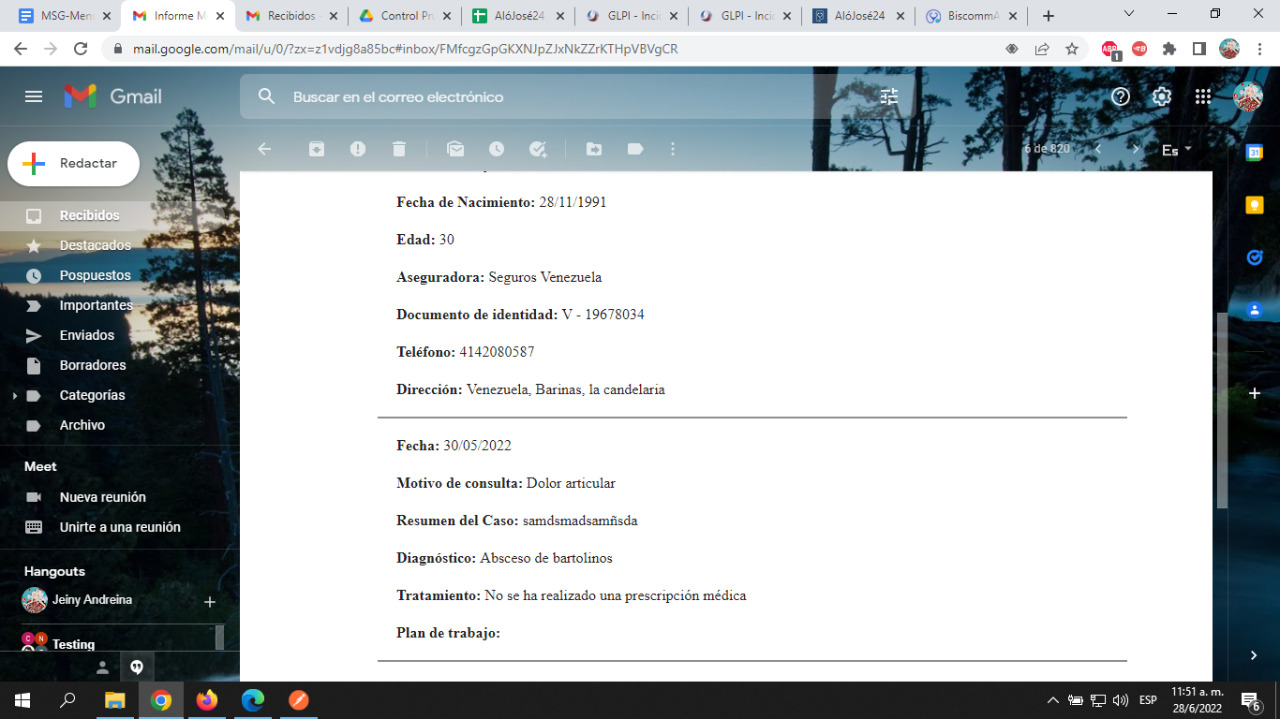 MSG-Men
Informe M
Recibidos
Control Pr
AlóJosé24
GLPI - Inci
GLPI - Inci
AlóJosé24
BiscommA
mail.google.com/mail/u/0/?zx=z1vdjg8a85bc#inbox/FMfcgzGpGKXNJpZJxNkZZrKTHpVBVgCR
ABP
1
Gmail
Buscar en el correo electrónico
Redactar
6 de 820
Es
31
Recibidos
Destacados
Pospuestos
Importantes
Enviados
Borradores
Categorías
Archivo
Meet
Nueva reunión
Unirte a una reunión
Hangouts
Jeiny Andreina
C N
Testing
Fecha de Nacimiento: 28/11/1991
Edad: 30
Aseguradora: Seguros Venezuela
Documento de identidad: V - 19678034
Teléfono: 4142080587
Dirección: Venezuela, Barinas, la candelaria
Fecha: 30/05/2022
Motivo de consulta: Dolor articular
Resumen del Caso: samdsmadsamñsda
Diagnóstico: Absceso de bartolinos
Tratamiento: No se ha realizado una prescripción médica
Plan de trabajo:
ESP
11:51 a. m.
28/6/2022
6